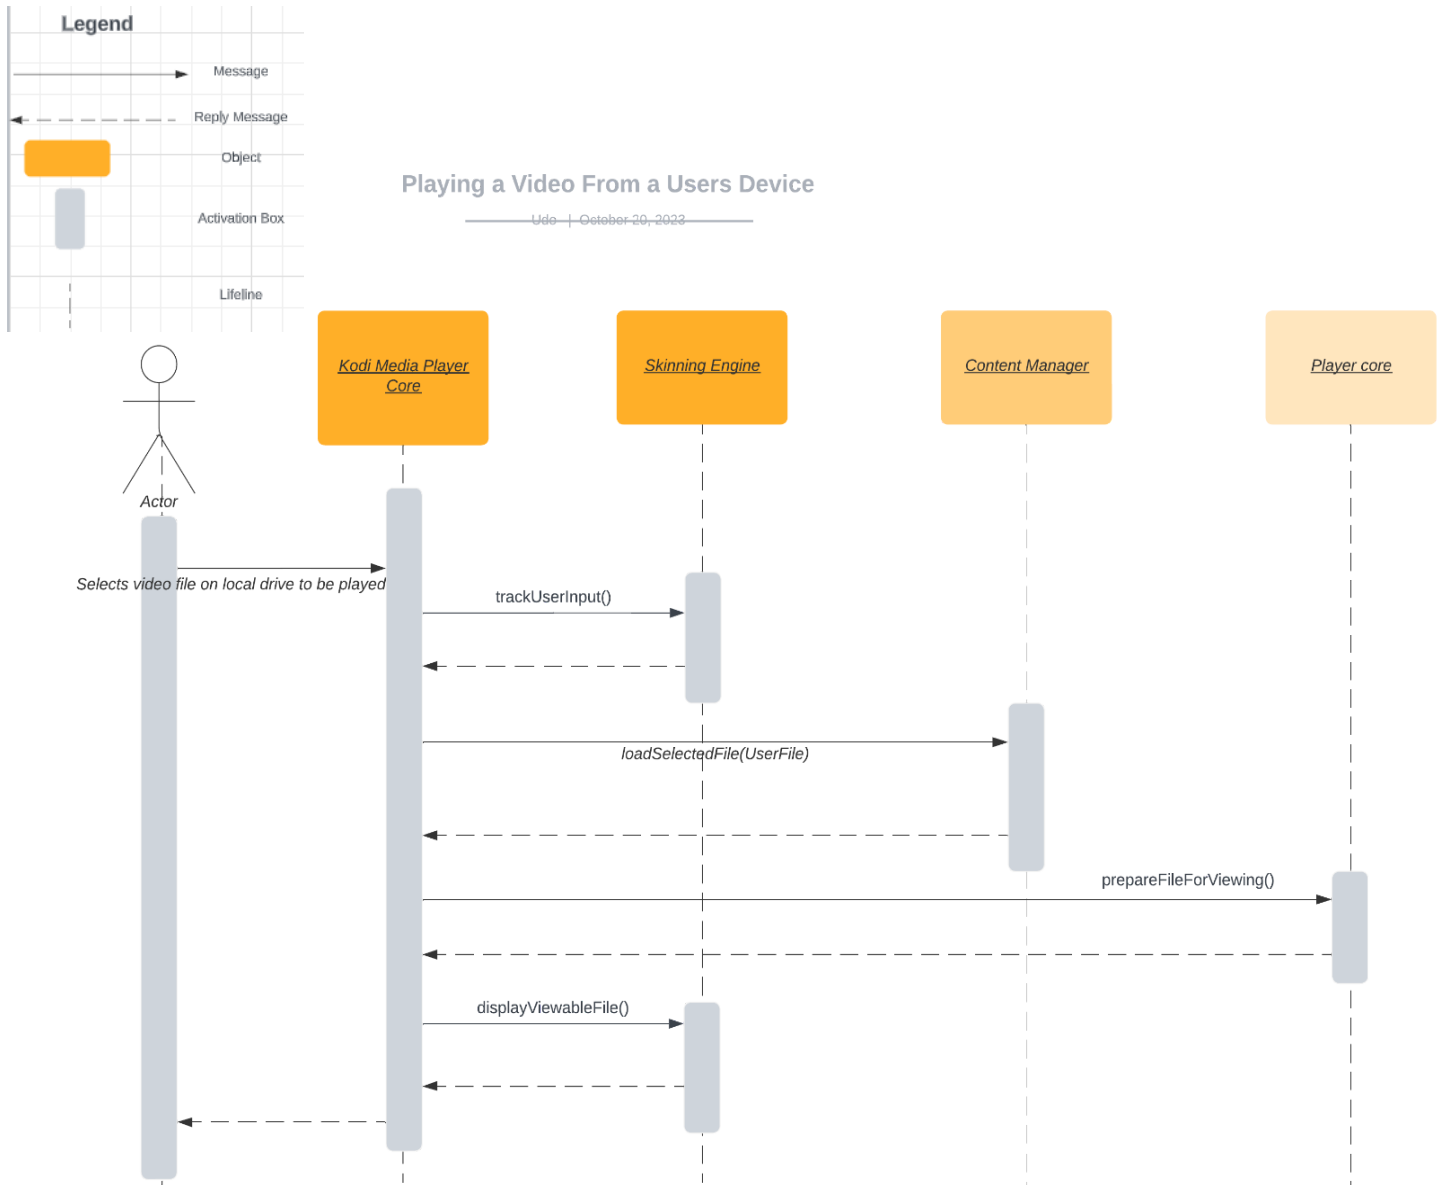 Legend
Message
Reply Message
Object
Activation Box
Lifeline
Playing a Video From a Users Device
Udo | October 20, 2023
Kodi Media Player
Core
Skinning Engine
Content Manager
Player core
Actor
Selects video file on local drive to be played
trackUserInput()
loadSelectedFile(UserFile)
prepareFileForViewing()
displayViewableFile()